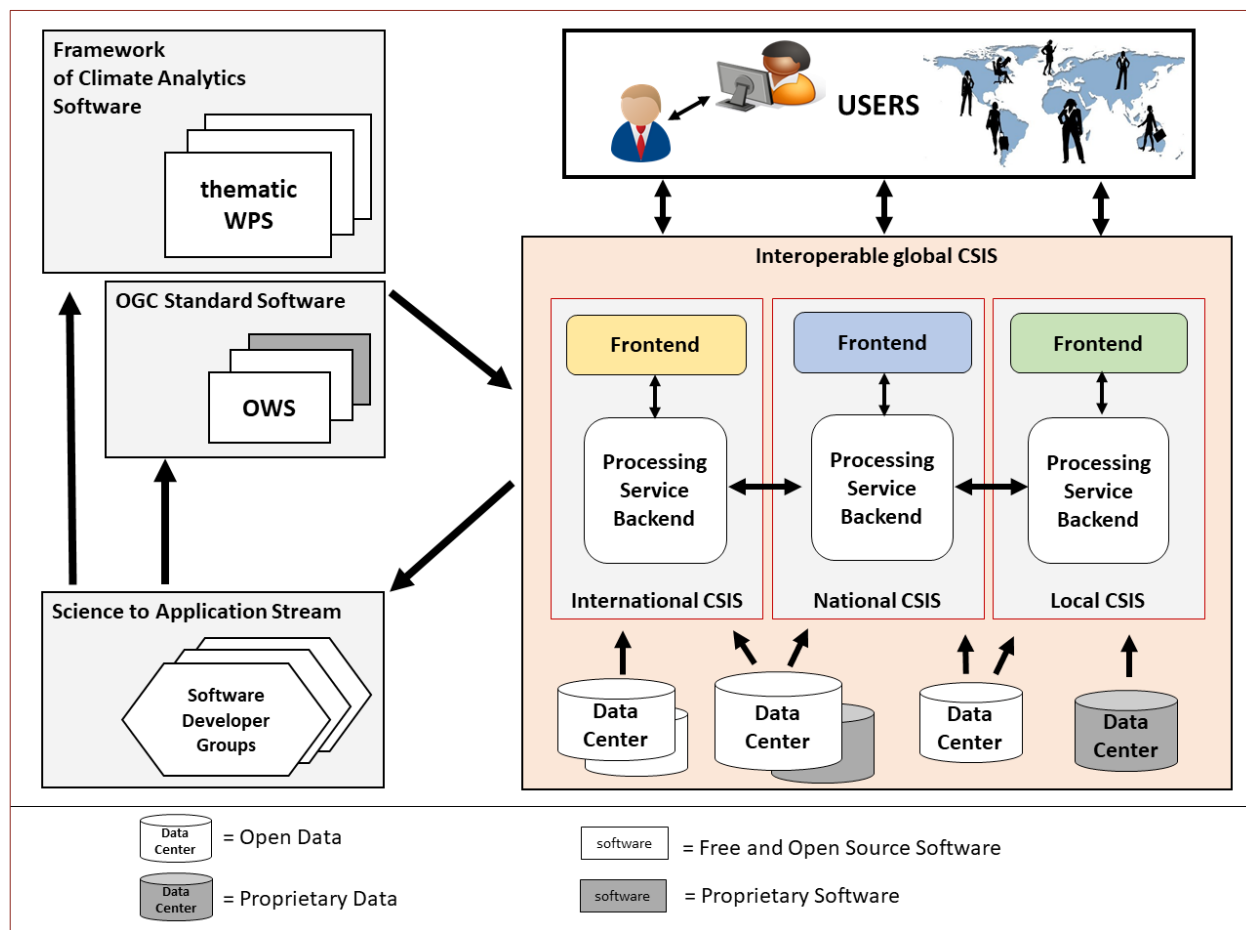 Framework
of Climate Analytics
Software
thematic
WPS
USERS
OGC Standard Software
OWS
Science to Application Stream
Software
Developer
Groups
Interoperable global CSIS
Frontend
Processing
Service
Backend
International CSIS
Frontend
Processing
Service
Backend
National CSIS
Frontend
Processing
Service
Backend
Local CSIS
Data
Center
Data
Center
Data
Center
Data
Center
Data
Center
= Open Data
Data
Center
= Proprietary Data
software
= Free and Open Source Software
software
= Proprietary Software